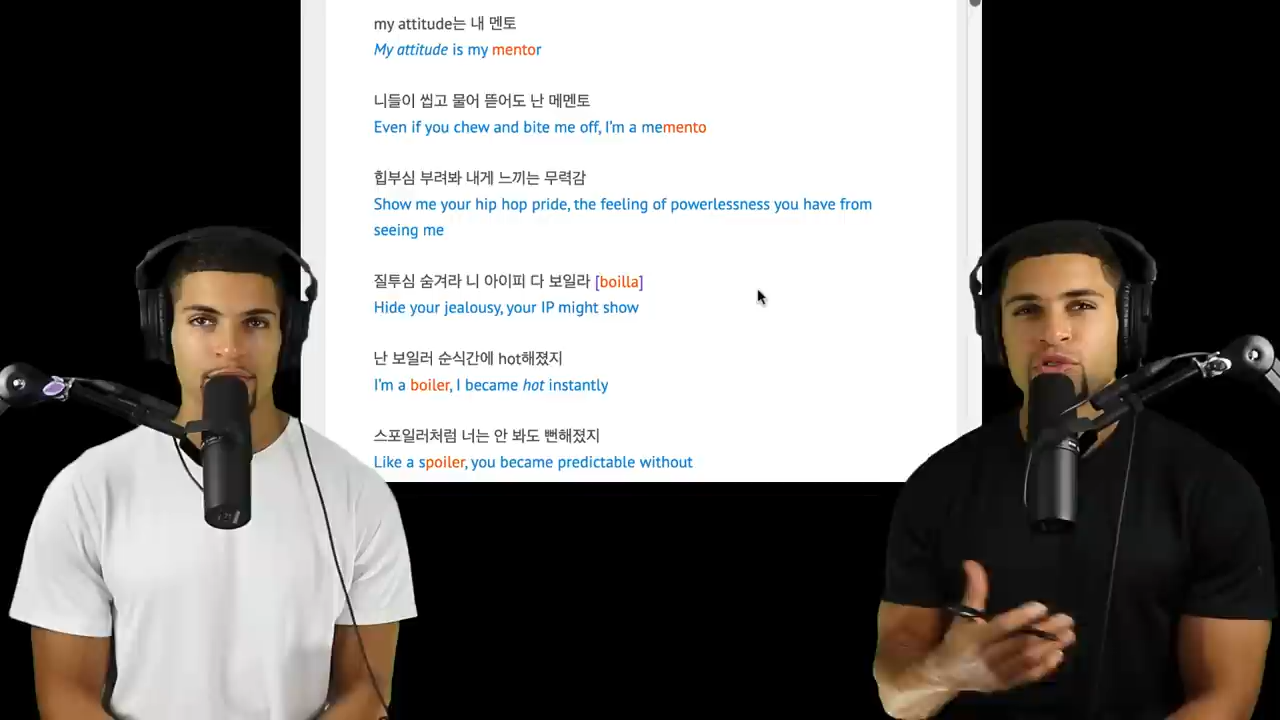 my attitude는 내 멘토
My attitude is my mentor
니들이 씹고 물어 뜯어도 난 메멘토
Even if you chew and bite me off, I'm a memento
힙부심 부려봐 내게 느끼는 무력감
Show me your hip hop pride, the feeling of powerlessness you have from
seeing me
질투심 숨겨라 니 아이피 다 보일라 [boilla]
Hide your jealousy, your IP might show
난 보일러 순식간에 hot해졌지
I'm a boiler, I became hot instantly
스포일러처럼 너는 안 봐도 뻔해졌지
Like a spoiler, you became predictable without